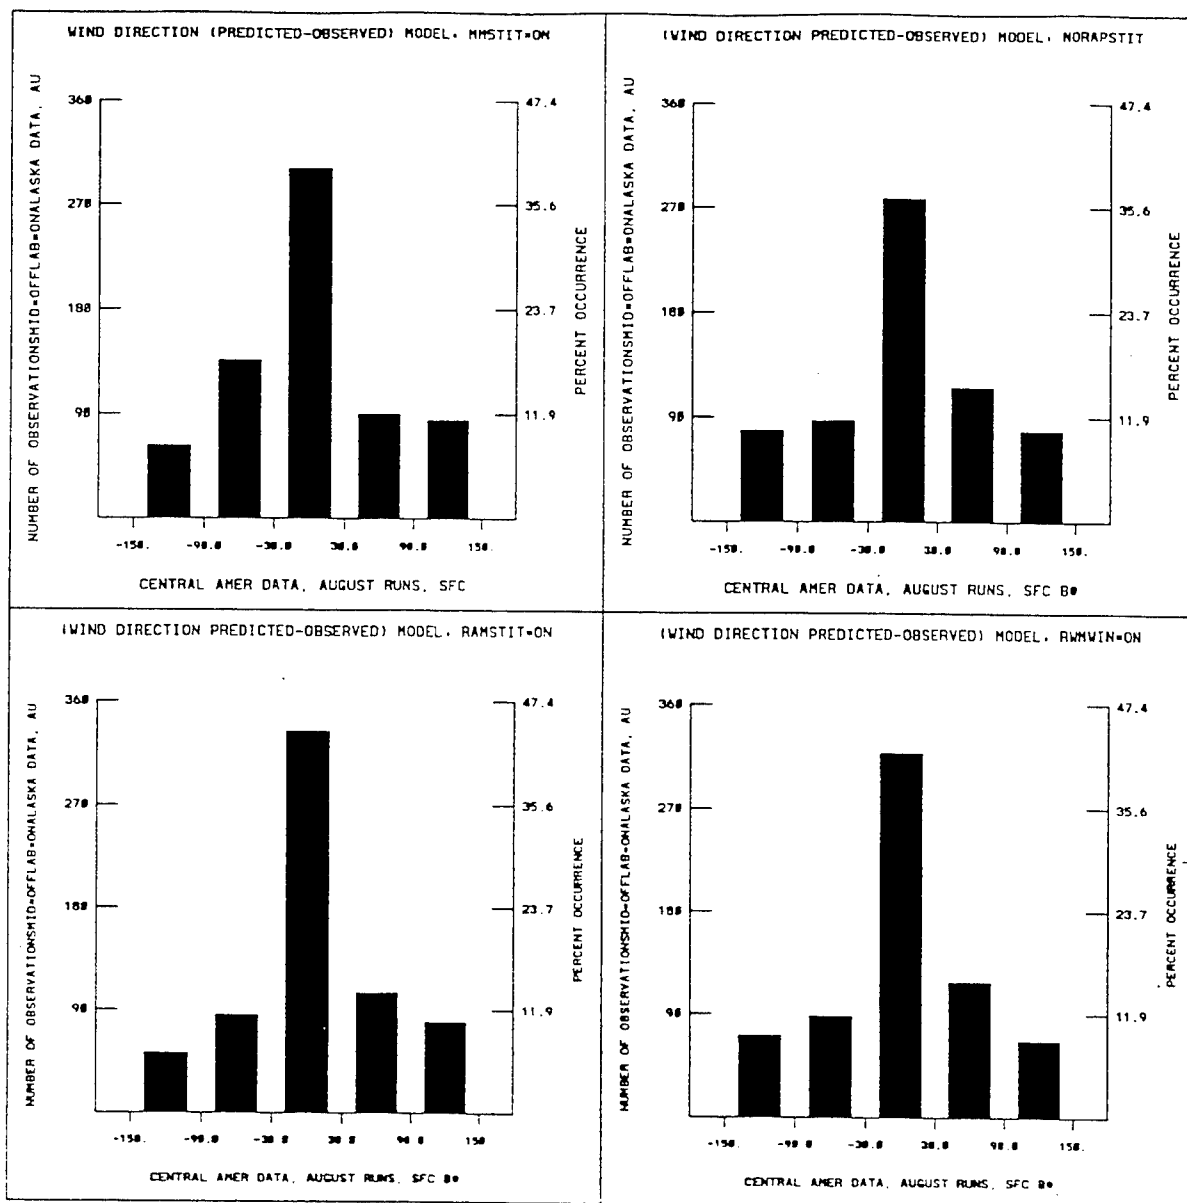 WIND DIRECTION (PREDICTED-OBSERVED) MODEL, MMSTIT=ON
NUMBER OF OBSERVATIONSMID=OFFLAB=ONALASKA DATA, AU
360
270
180
90
47.4
35.6
23.7
11.9
PERCENT OCCURRENCE
-150. -90.0 -30.0 30.0 90.0 150.
CENTRAL AMER DATA, AUGUST RUNS, SFC
(WIND DIRECTION PREDICTED-OBSERVED) MODEL, NORAPSTIT
NUMBER OF OBSERVATIONSMID=OFFLAB=ONALASKA DATA, AU
360
270
180
90
47.4
35.6
23.7
11.9
PERCENT OCCURRENCE
-150. -90.0 -30.0 30.0 90.0 150.
CENTRAL AMER DATA, AUGUST RUNS, SFC B*
(WIND DIRECTION PREDICTED-OBSERVED) MODEL, RAMSTIT=ON
NUMBER OF OBSERVATIONSMID=OFFLAB=ONALASKA DATA, AU
360
270
180
90
47.4
35.6
23.7
11.9
PERCENT OCCURRENCE
-150. -90.0 -30.0 30.0 90.0 150.
CENTRAL AMER DATA, AUGUST RUNS, SFC B*
(WIND DIRECTION PREDICTED-OBSERVED) MODEL, RWMWIN=ON
NUMBER OF OBSERVATIONSMID=OFFLAB=ONALASKA DATA, AU
360
270
180
90
47.4
35.6
23.7
11.9
PERCENT OCCURRENCE
-150. -90.0 -30.0 30.0 90.0 150.
CENTRAL AMER DATA, AUGUST RUNS, SFC B*